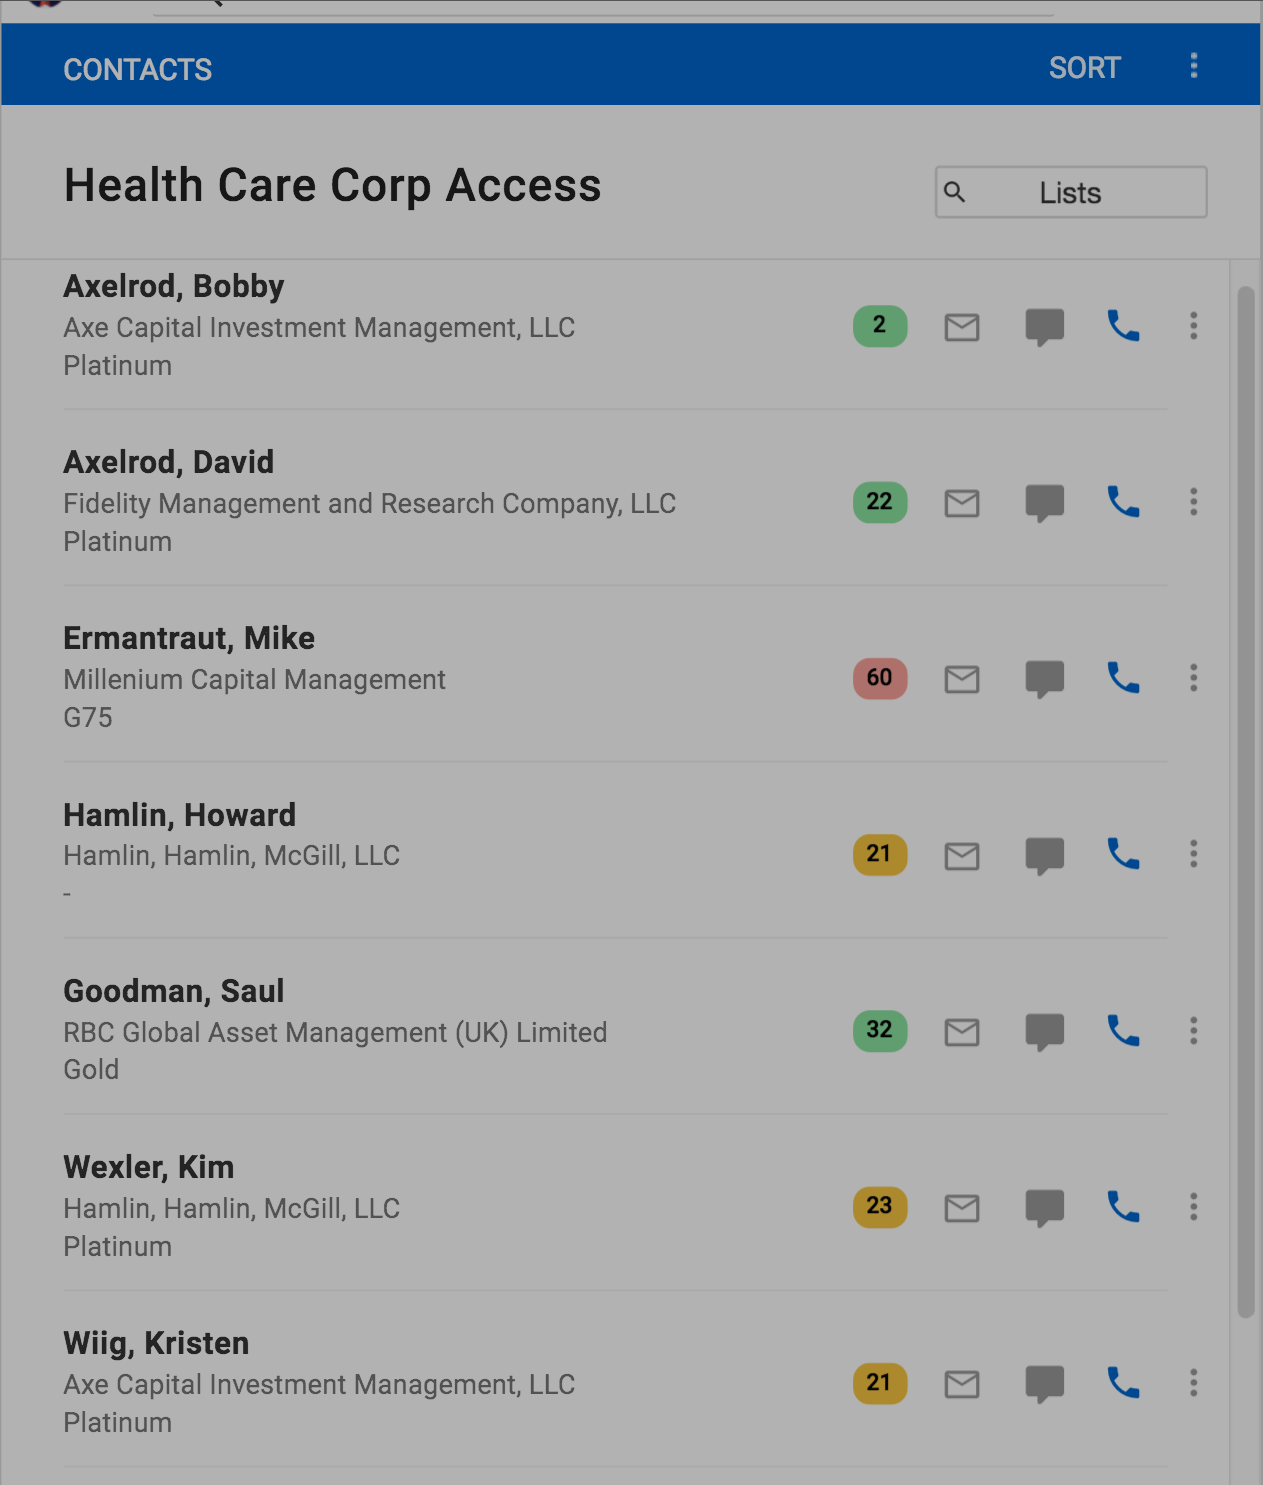 CONTACTS
SORT
Health Care Corp Access
Lists
Axelrod, Bobby
Axe Capital Investment Management, LLC
Platinum
2
Axelrod, David
Fidelity Management and Research Company, LLC
Platinum
22
Ermantraut, Mike
Millenium Capital Management
G75
60
Hamlin, Howard
Hamlin, Hamlin, McGill, LLC
-
21
Goodman, Saul
RBC Global Asset Management (UK) Limited
Gold
32
Wexler, Kim
Hamlin, Hamlin, McGill, LLC
Platinum
23
Wiig, Kristen
Axe Capital Investment Management, LLC
Platinum
21